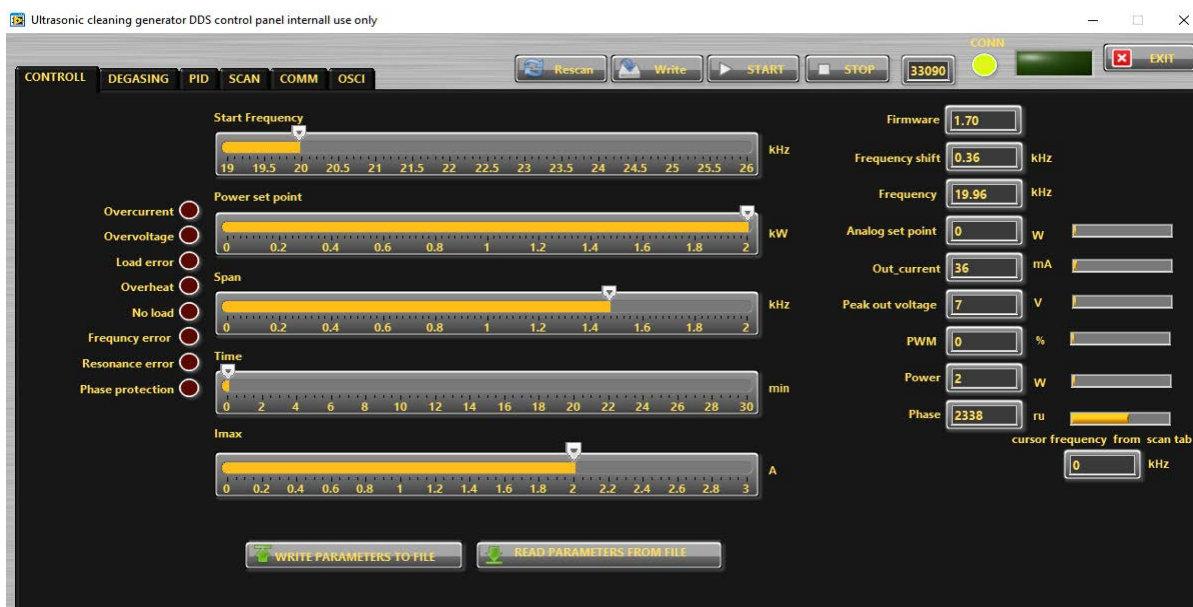 Ultrasonic cleaning generator DDS control panel internall use only
CONN
CONTROLL DEGASING PID SCAN COMM OSCI
Rescan Write START STOP 33090 EXIT
Start Frequency
19 19.5 20 20.5 21 21.5 22 22.5 23 23.5 24 24.5 25 25.5 26
kHz
Power set point
0 0.2 0.4 0.6 0.8 1 1.2 1.4 1.6 1.8 2
kW
Span
0 0.2 0.4 0.6 0.8 1 1.2 1.4 1.6 1.8 2
kHz
Time
0 2 4 6 8 10 12 14 16 18 20 22 24 26 28 30
min
Imax
0 0.2 0.4 0.6 0.8 1 1.2 1.4 1.6 1.8 2 2.2 2.4 2.6 2.8 3
A
Overcurrent
Overvoltage
Load error
Overheat
No load
Frequncy error
Resonance error
Phase protection
Firmware 1.70
Frequency shift 0.36 kHz
Frequency 19.96 kHz
Analog set point 0 W
Out_current 36 mA
Peak out voltage 7 V
PWM 0 %
Power 2 W
Phase 2338 ru
cursor frequency from scan tab
0 kHz
WRITE PARAMETERS TO FILE
READ PARAMETERS FROM FILE